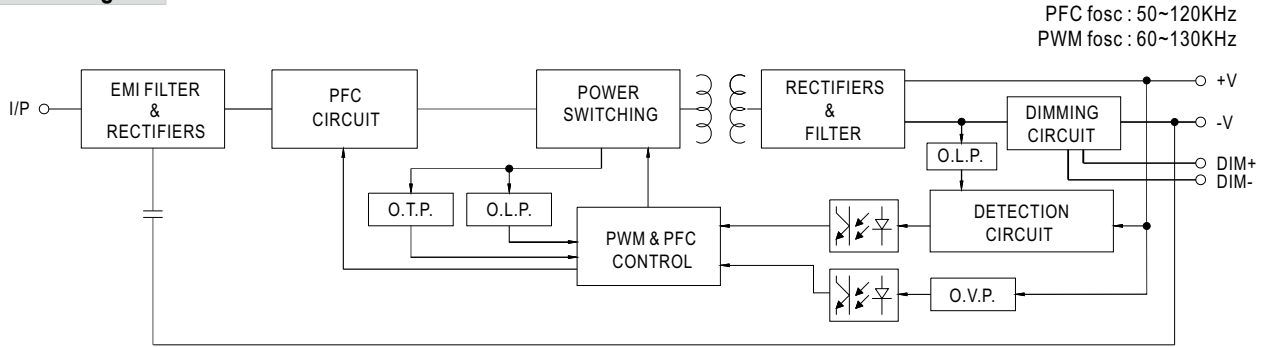 PFC fosc : 50~120KHz
PWM fosc : 60~130KHz
I/P
EMI FILTER
&
RECTIFIERS
PFC
CIRCUIT
POWER
SWITCHING
RECTIFIERS
&
FILTER
+V
DIMMING
CIRCUIT
-V
O.L.P.
DIM+
DIM-
O.T.P.
O.L.P.
PWM & PFC
CONTROL
DETECTION
CIRCUIT
O.V.P.